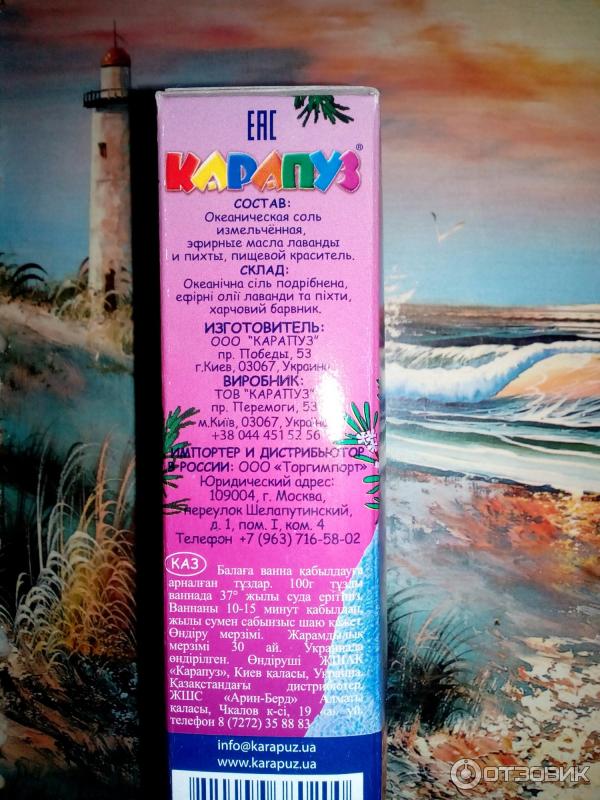 ЕАС
КАРАПУЗ®
СОСТАВ:
Океаническая соль
измельчённая,
эфирные масла лаванды
и пихты, пищевой краситель.
СКЛАД:
Океанічна сіль подрібнена,
ефірні олії лаванди та піхти,
харчовий барвник.
ИЗГОТОВИТЕЛЬ:
ООО "КАРАПУЗ"
пр. Победы, 53
г.Киев, 03067, Украина
ВИРОБНИК:
ТОВ "КАРАПУЗ"
пр. Перемоги, 53
м.Київ, 03067, Україна
+38 044 451 52 56
ИМПОРТЕР И ДИСТРИБЬЮТОР
В РОССИИ: ООО «Торгимпорт»
Юридический адрес:
109004, г. Москва,
переулок Шелапутинский,
д. 1, пом. I, ком. 4
Телефон +7 (963) 716-58-02
КАЗ Балаға ванна қабылдауға
арналған тұздар. 100г тұзды
ваннада 37° жылы суда ерітіңіз.
Ваннаны 10-15 минут қабылдап,
жылы сумен сабынзыс шаю қажет.
Өндіру мерзімі. Жарамдылық
мерзімі 30 ай. Украинада
өндірілген. Өндіруші
«Карапуз», Киев қаласы, Украина.
Қазақстандағы дистрибютер
ЖШС «Арин-Берд» Алматы
қаласы, Чкалов к-сі, 19 үй,
телефон 8 (7272) 35 88 83
info@karapuz.ua
www.karapuz.ua
ОТЗОВИК